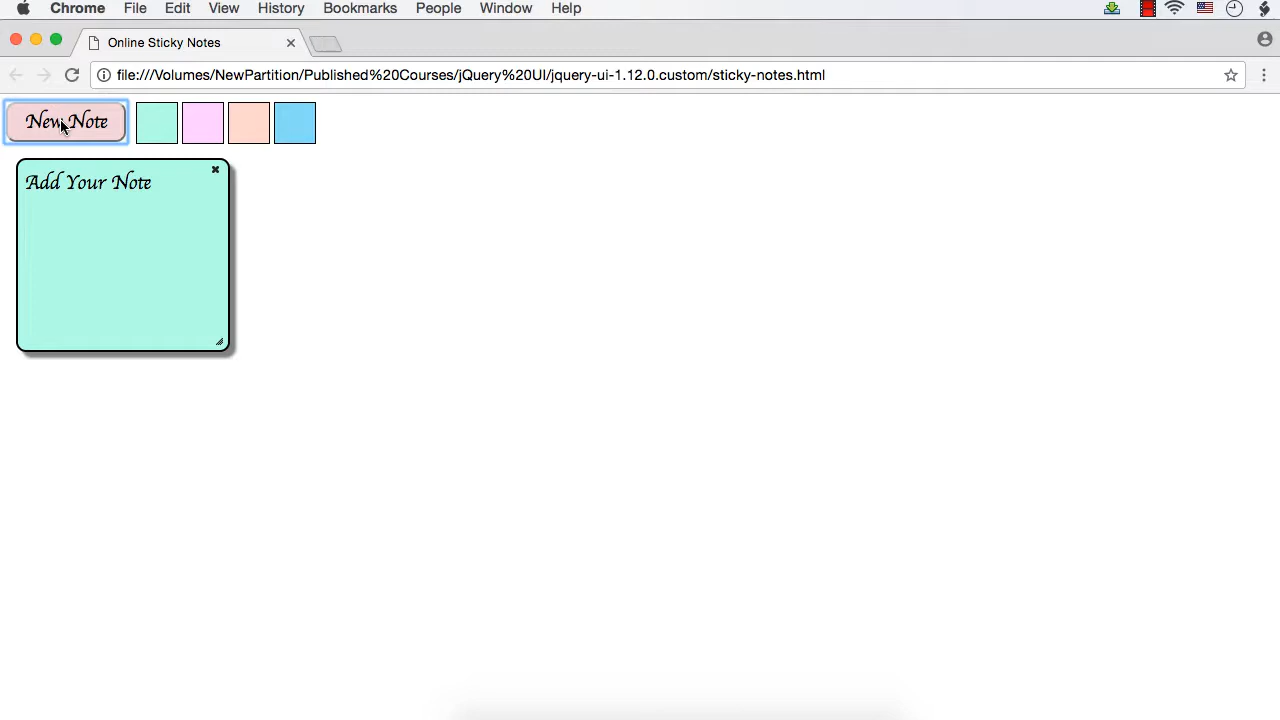 Chrome File Edit View History Bookmarks People Window Help
Online Sticky Notes
file:///Volumes/NewPartition/Published%20Courses/jQuery%20UI/jquery-ui-1.12.0.custom/sticky-notes.html
New Note
Add Your Note